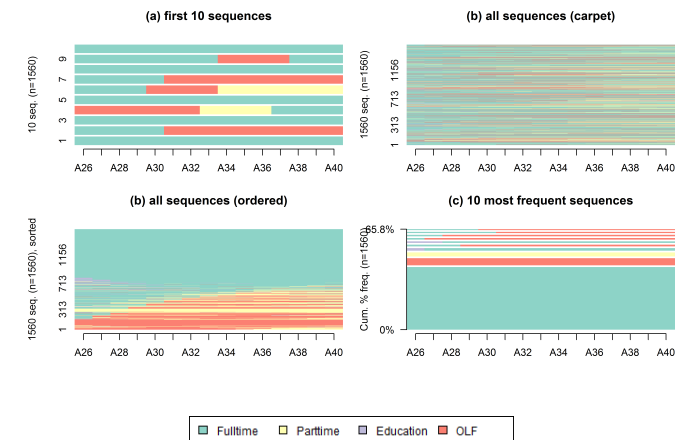 (a) first 10 sequences
10 seq. (n=1560)
1 3 5 7 9
A26 A28 A30 A32 A34 A36 A38 A40
(b) all sequences (carpet)
1560 seq. (n=1560)
1 313 713 1156
A26 A28 A30 A32 A34 A36 A38 A40
(b) all sequences (ordered)
1560 seq. (n=1560), sorted
1 313 713 1156
A26 A28 A30 A32 A34 A36 A38 A40
(c) 10 most frequent sequences
Cum. % freq. (n=1560)
0% 65.8%
A26 A28 A30 A32 A34 A36 A38 A40
Fulltime Parttime Education OLF